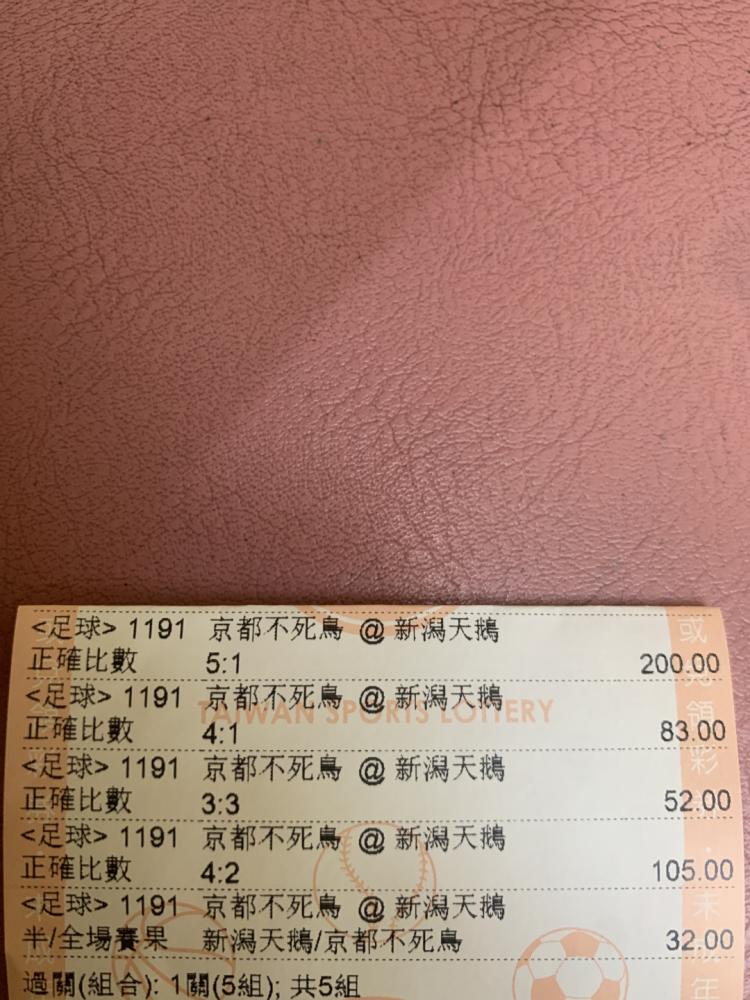 <足球> 1191 京都不死鳥 @ 新潟天鵝
正確比數 5:1 200.00
<足球> 1191 京都不死鳥 @ 新潟天鵝
TAIWAN SPORTS LOTTERY
正確比數 4:1 83.00
<足球> 1191 京都不死鳥 @ 新潟天鵝
正確比數 3:3 52.00
<足球> 1191 京都不死鳥 @ 新潟天鵝
正確比數 4:2 105.00
<足球> 1191 京都不死鳥 @ 新潟天鵝
半/全場賽果 新潟天鵝/京都不死鳥 32.00
過關(組合): 1關(5組); 共5組
或
領
彩
未
年